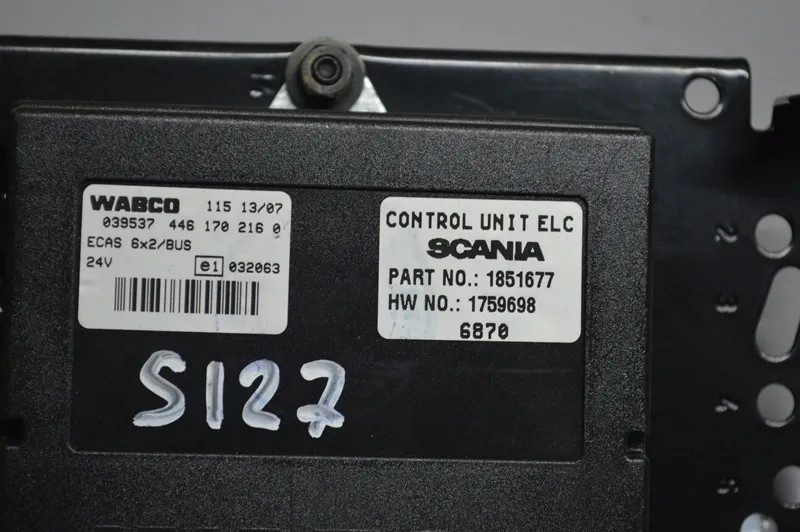 WABCO 115 13/07
039537 446 170 216 0
ECAS 6x2/BUS
24V e1 032063
CONTROL UNIT ELC
SCANIA
PART NO.: 1851677
HW NO.: 1759698
6870
S127